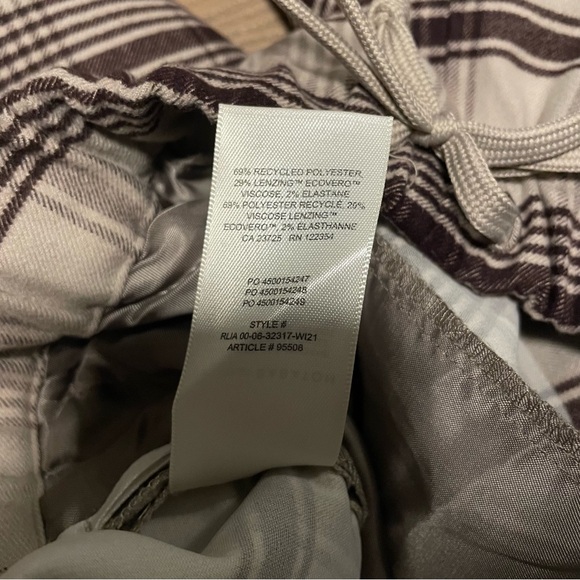 69% RECYCLED POLYESTER,
29% LENZING™ ECOVERO™
VISCOSE, 2% ELASTANE
69% POLYESTER RECYCLÉ, 29%
VISCOSE LENZING™
ECOVERO™, 2% ELASTHANNE
CA 23725 RN 122354
PO 4500154247
PO 4500154248
PO 4500154249
STYLE #
RLIA 00-06-32317-WI21
ARTICLE # 95508